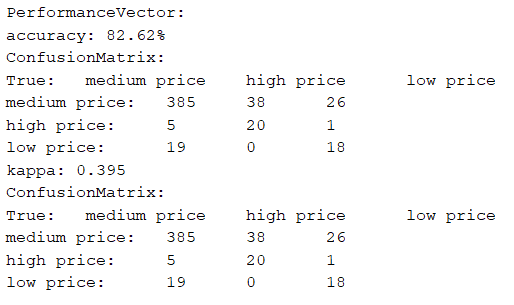 PerformanceVector:
accuracy: 82.62%
ConfusionMatrix:
True: medium price high price low price
medium price: 385 38 26
high price: 5 20 1
low price: 19 0 18
kappa: 0.395
ConfusionMatrix:
True: medium price high price low price
medium price: 385 38 26
high price: 5 20 1
low price: 19 0 18